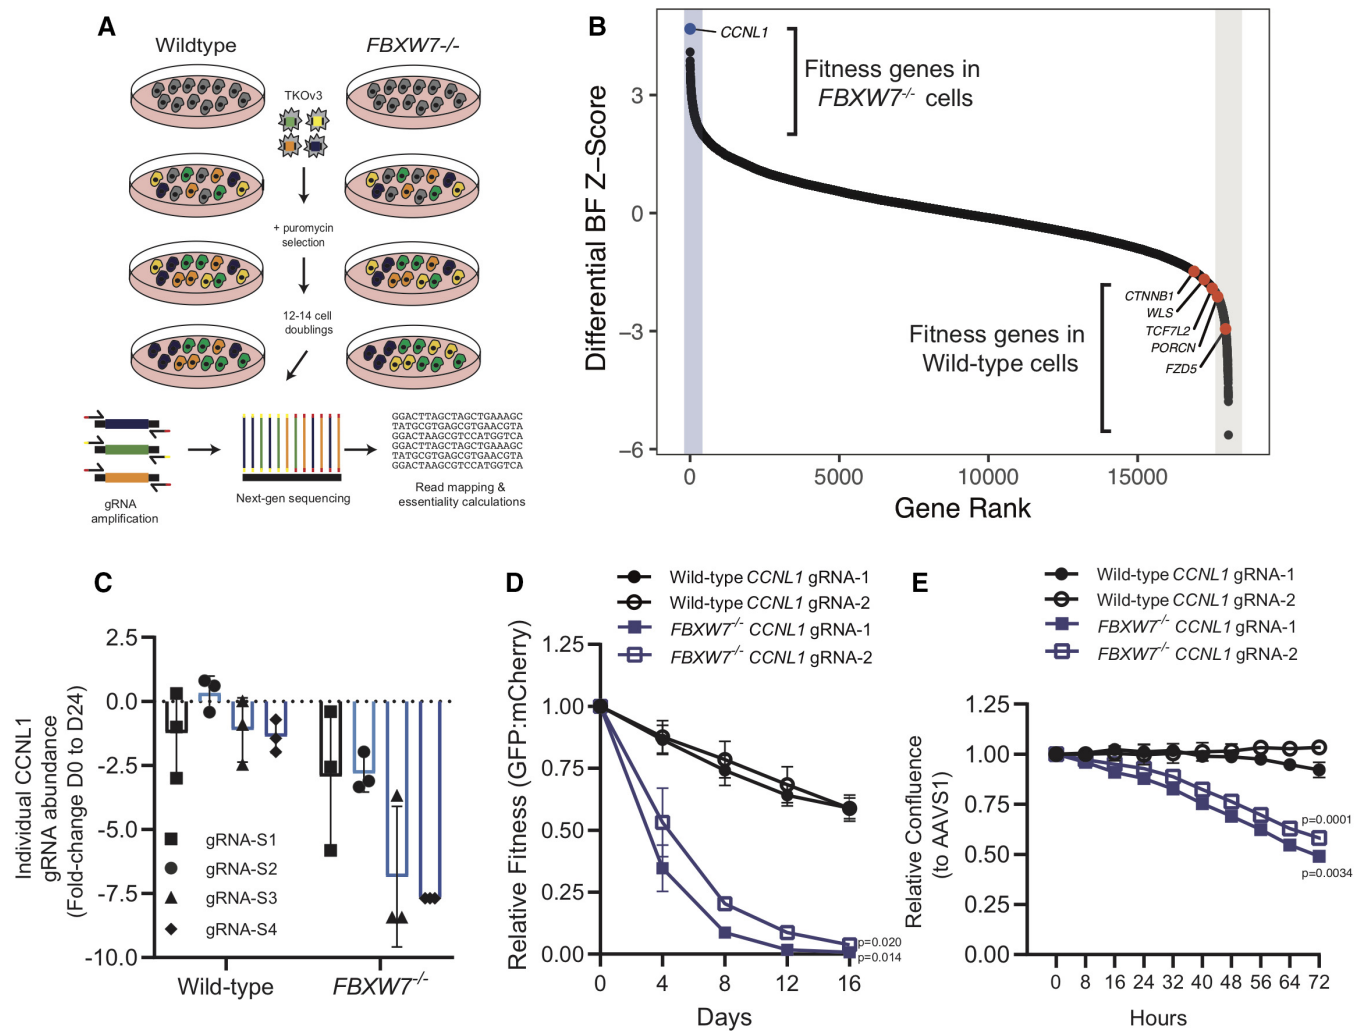 A
Wildtype
FBXW7-/-
TKOv3
+ puromycin
selection
12-14 cell
doublings
gRNA
amplification
Next-gen sequencing
GGACTTAGCTAGCTGAAAGC
TATGCGTGAGCGTGAACGTA
GGACTAAGCGTCCATGGTCA
GGACTTAGCTAGCTGAAAGC
TATGCGTGAGCGTGAACGTA
GGACTAAGCGTCCATGGTCA
Read mapping &
essentiality calculations
B
Differential BF Z-Score
3
0
−3
−6
CCNL1
Fitness genes in
FBXW7-/- cells
Fitness genes in
Wild-type cells
CTNNB1
WLS
TCF7L2
PORCN
FZD5
0
5000
10000
15000
Gene Rank
C
Individual CCNL1
gRNA abundance
(Fold-change D0 to D24)
2.5
0.0
-2.5
-5.0
-7.5
-10.0
gRNA-S1
gRNA-S2
gRNA-S3
gRNA-S4
Wild-type
FBXW7-/-
D
Wild-type CCNL1 gRNA-1
Wild-type CCNL1 gRNA-2
FBXW7-/- CCNL1 gRNA-1
FBXW7-/- CCNL1 gRNA-2
Relative Fitness (GFP:mCherry)
1.25
1.00
0.75
0.50
0.25
0.00
p=0.020
p=0.014
0
4
8
12
16
Days
E
Wild-type CCNL1 gRNA-1
Wild-type CCNL1 gRNA-2
FBXW7-/- CCNL1 gRNA-1
FBXW7-/- CCNL1 gRNA-2
Relative Confluence
(to AAVS1)
1.25
1.00
0.75
0.50
0.25
0.00
p=0.0001
p=0.0034
0 8 16 24 32 40 48 56 64 72
Hours